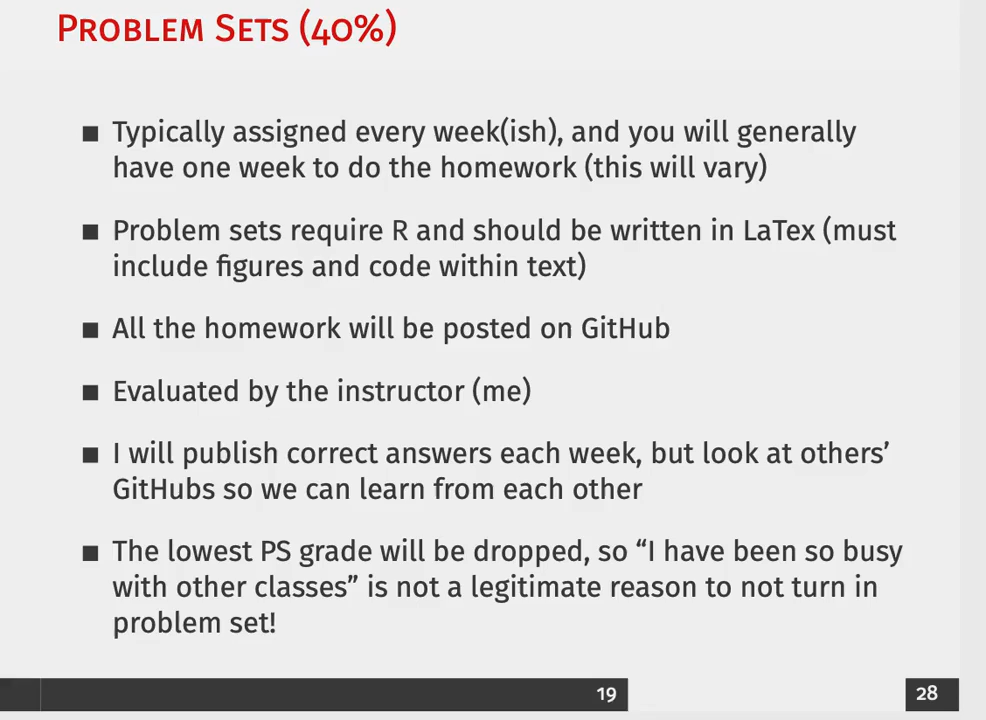 PROBLEM SETS (40%)
■ Typically assigned every week(ish), and you will generally
have one week to do the homework (this will vary)
■ Problem sets require R and should be written in LaTex (must
include figures and code within text)
■ All the homework will be posted on GitHub
■ Evaluated by the instructor (me)
■ I will publish correct answers each week, but look at others’
GitHubs so we can learn from each other
■ The lowest PS grade will be dropped, so “I have been so busy
with other classes” is not a legitimate reason to not turn in
problem set!
19
28